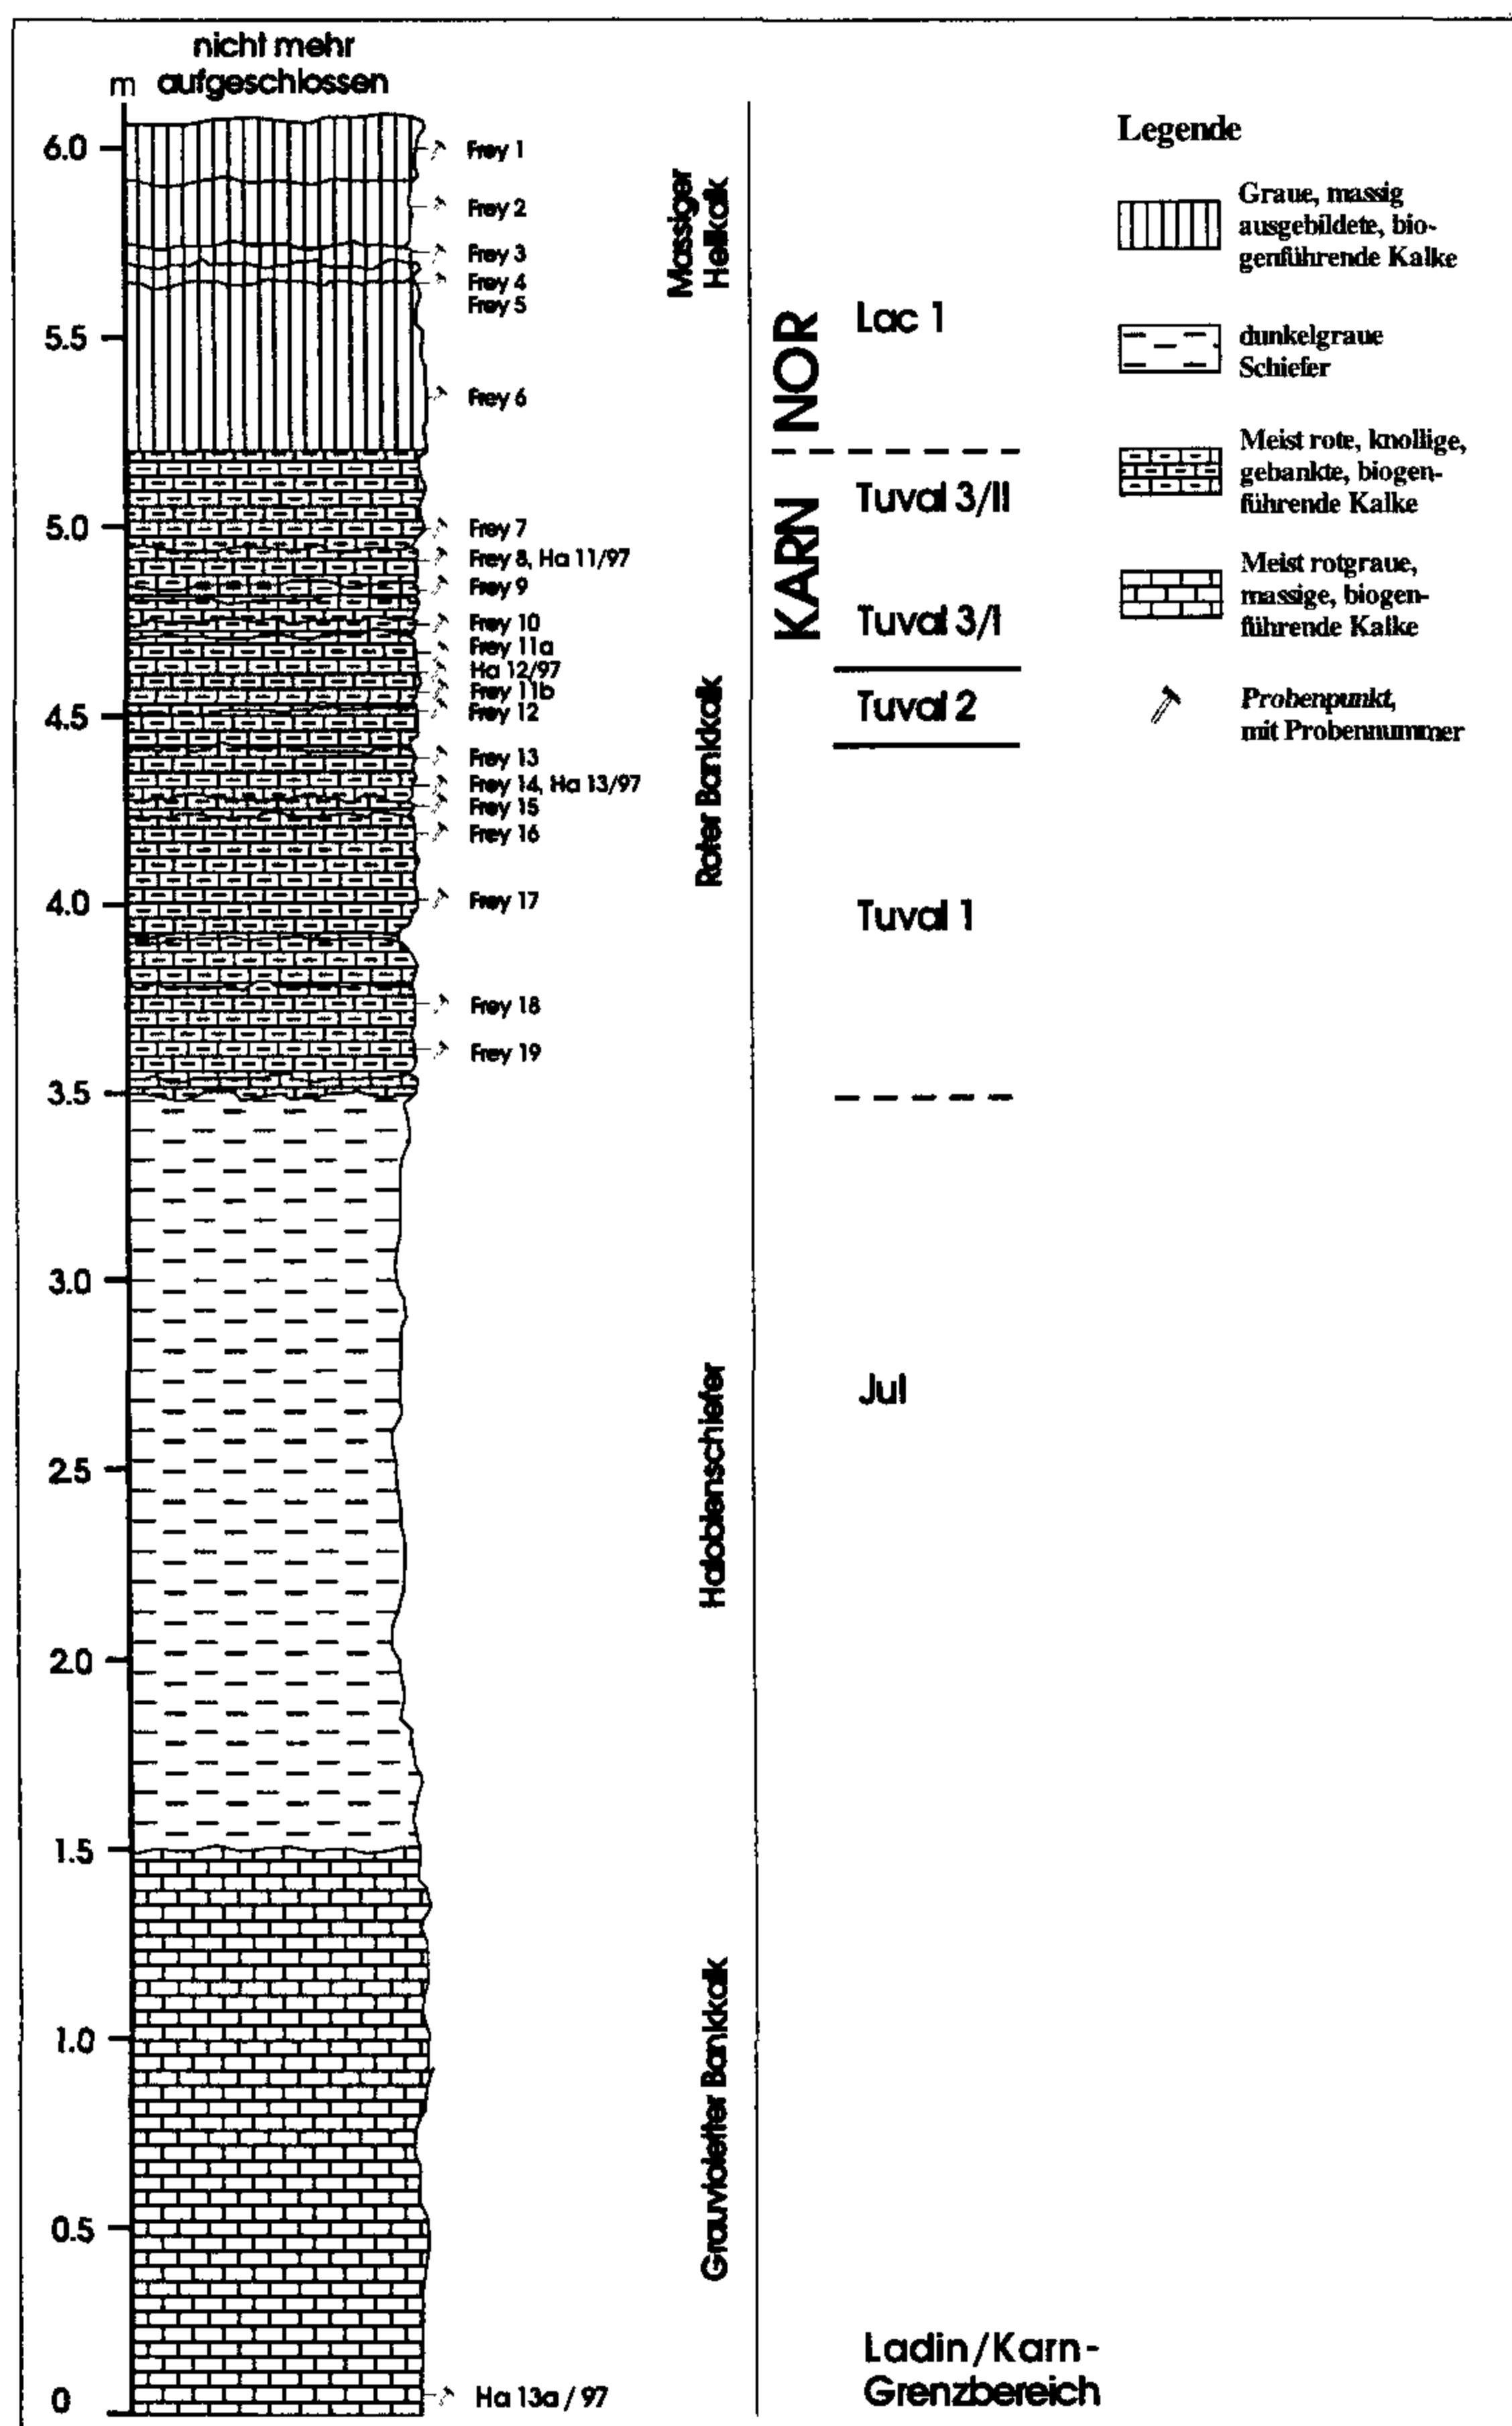 nicht mehr
aufgeschlossen
m
6.0
5.5
5.0
4.5
4.0
3.5
3.0
2.5
2.0
1.5
1.0
0.5
0
Frey 1
Frey 2
Frey 3
Frey 4
Frey 5
Frey 6
Frey 7
Frey 8, Ha 11/97
Frey 9
Frey 10
Frey 11a
Ha 12/97
Frey 11b
Frey 12
Frey 13
Frey 14, Ha 13/97
Frey 15
Frey 16
Frey 17
Frey 18
Frey 19
Ha 13a / 97
Massiger
Hellkalk
Roter Bankkalk
Halobienschiefer
Grauvioletter Bankkalk
NOR
KARN
Lac 1
Tuval 3/II
Tuval 3/I
Tuval 2
Tuval 1
Jul
Ladin/Karn-
Grenzbereich
Legende
Graue, massig
ausgebildete, bio-
genführende Kalke
dunkelgraue
Schiefer
Meist rote, knollige,
gebankte, biogen-
führende Kalke
Meist rotgraue,
massige, biogen-
führende Kalke
Probenpunkt,
mit Probennummer